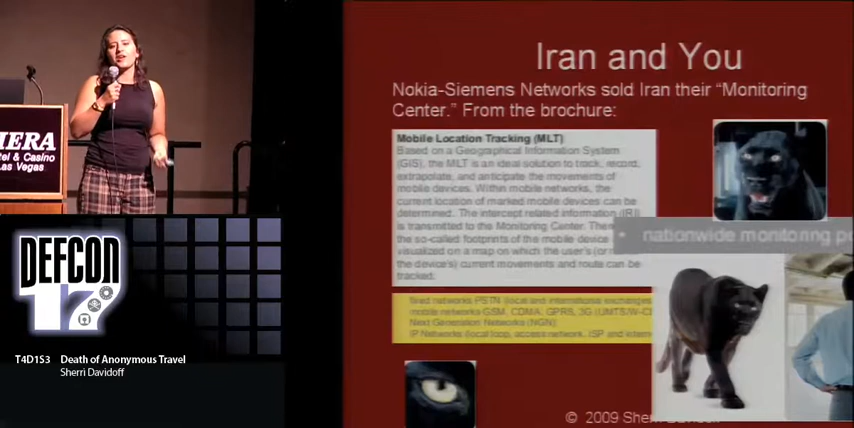 IERA
tel & Casino
as Vegas
DEFCON
17
T4D1S3 Death of Anonymous Travel
Sherri Davidoff
Iran and You
Nokia-Siemens Networks sold Iran their “Monitoring
Center.” From the brochure:
Mobile Location Tracking (MLT)
Based on a Geographical Information System
(GIS), the MLT is an ideal solution to track, record,
extrapolate, and anticipate the movements of
mobile devices. Within mobile networks, the
current location of marked mobile devices can be
determined. The intercept related information (IRI)
is transmitted to the Monitoring Center. Then
the so-called footprints of the mobile device
visualized on a map on which the user's (or
the device's) current movements and route can be
tracked.
• nationwide monitoring
fixed networks PSTN (local and international exchanges
mobile networks GSM, CDMA, GPRS, 3G (UMTS/W-C
Next Generation Networks (NGN)
IP Networks (local loop, access network, ISP and
© 2009 Sherri